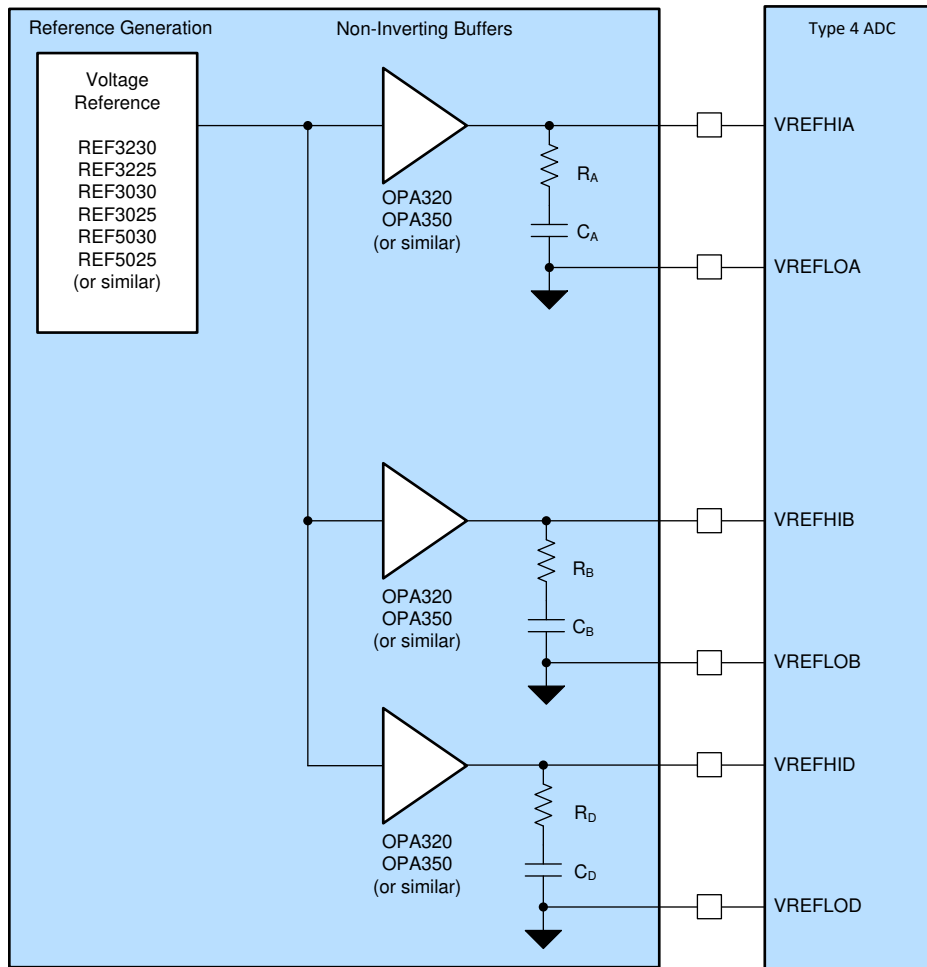 Reference Generation
Non-Inverting Buffers
Type 4 ADC
Voltage
Reference
REF3230
REF3225
REF3030
REF3025
REF5030
REF5025
(or similar)
OPA320
OPA350
(or similar)
RA
CA
VREFHIA
VREFLOA
OPA320
OPA350
(or similar)
RB
CB
VREFHIB
VREFLOB
OPA320
OPA350
(or similar)
RD
CD
VREFHID
VREFLOD